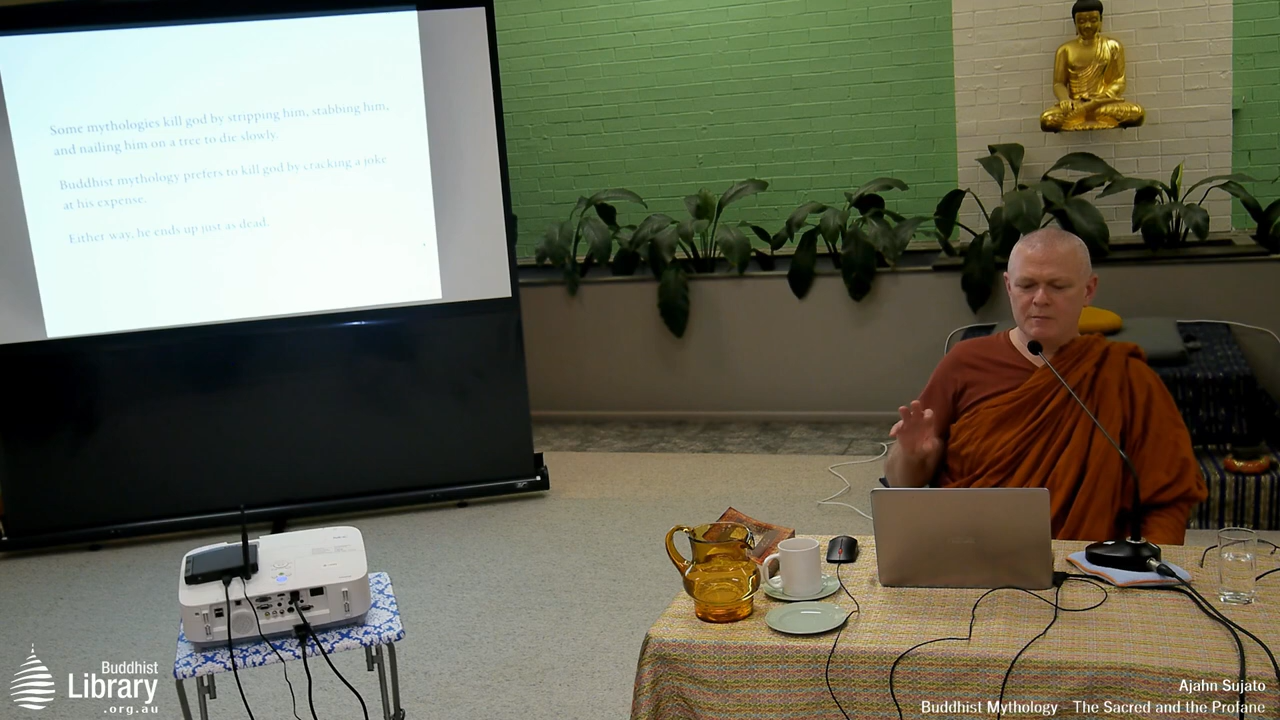 Some mythologies kill god by stripping him, stabbing him,
and nailing him on a tree to die slowly.
Buddhist mythology prefers to kill god by cracking a joke
at his expense.
Either way, he ends up just as dead.
Buddhist
Library
.org.au
Ajahn Sujato
Buddhist Mythology The Sacred and the Profane